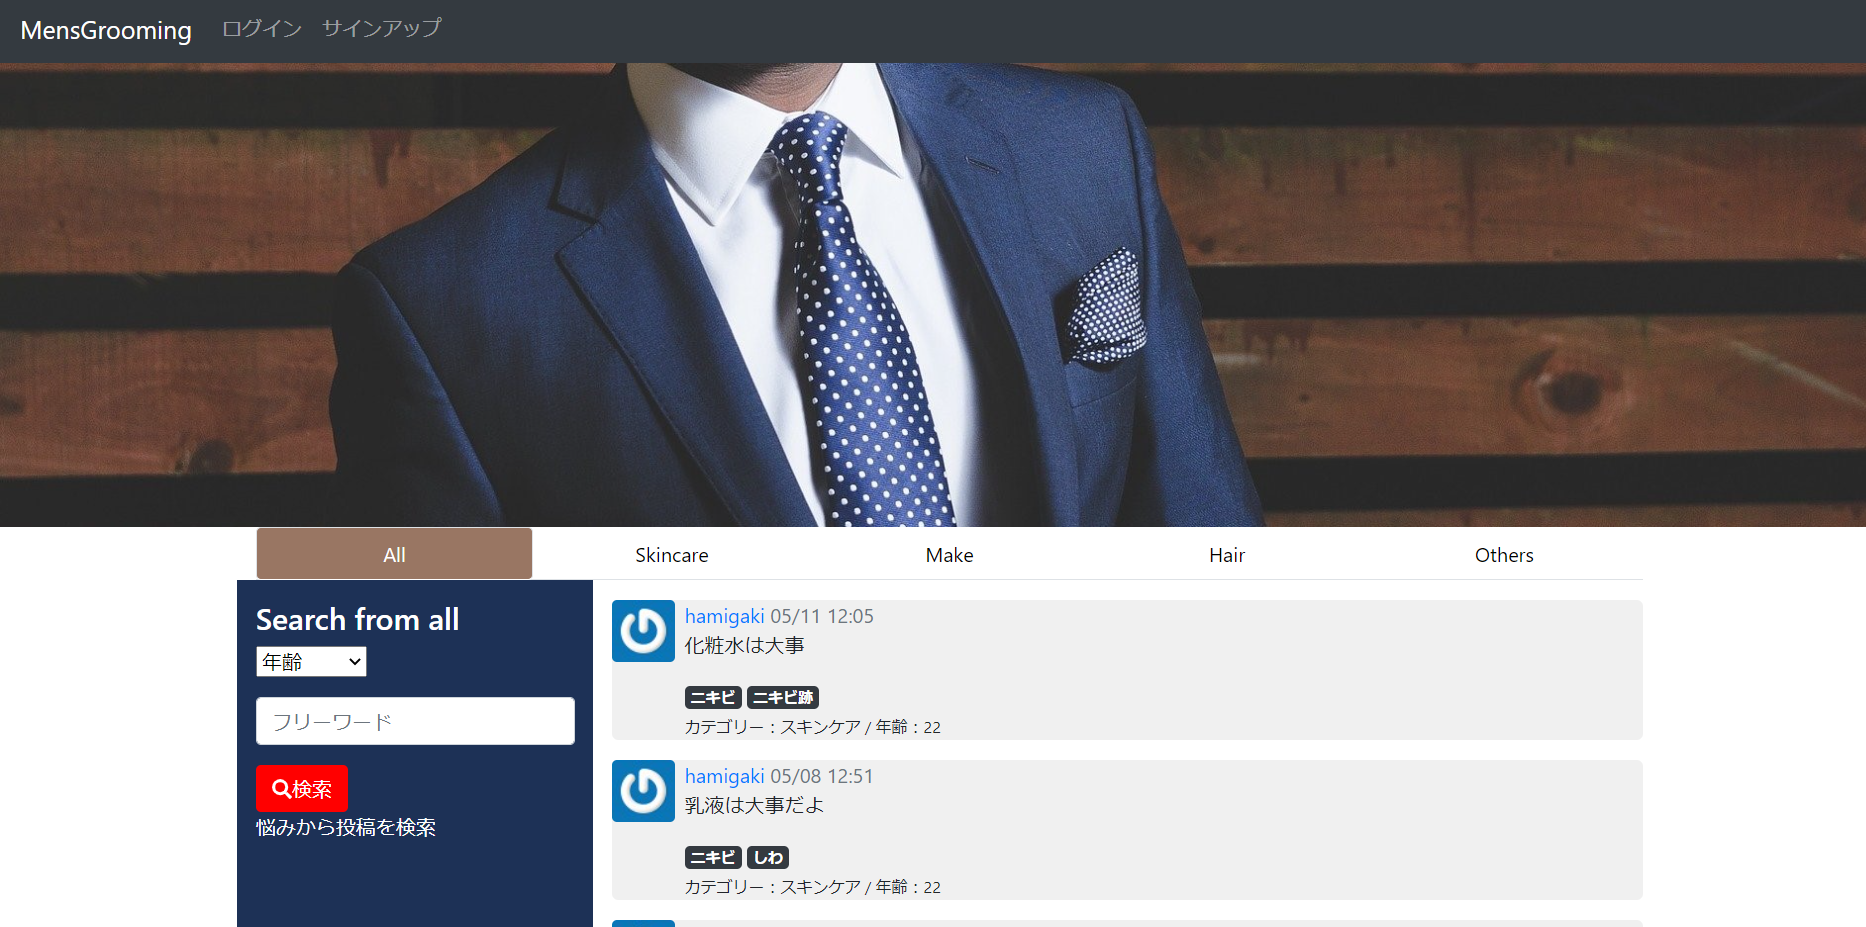 MensGrooming ログイン サインアップ
All Skincare Make Hair Others
Search from all
年齢
フリーワード
検索
悩みから投稿を検索
hamigaki 05/11 12:05
化粧水は大事
ニキビ ニキビ跡
カテゴリー：スキンケア / 年齢：22
hamigaki 05/08 12:51
乳液は大事だよ
ニキビ しわ
カテゴリー：スキンケア / 年齢：22